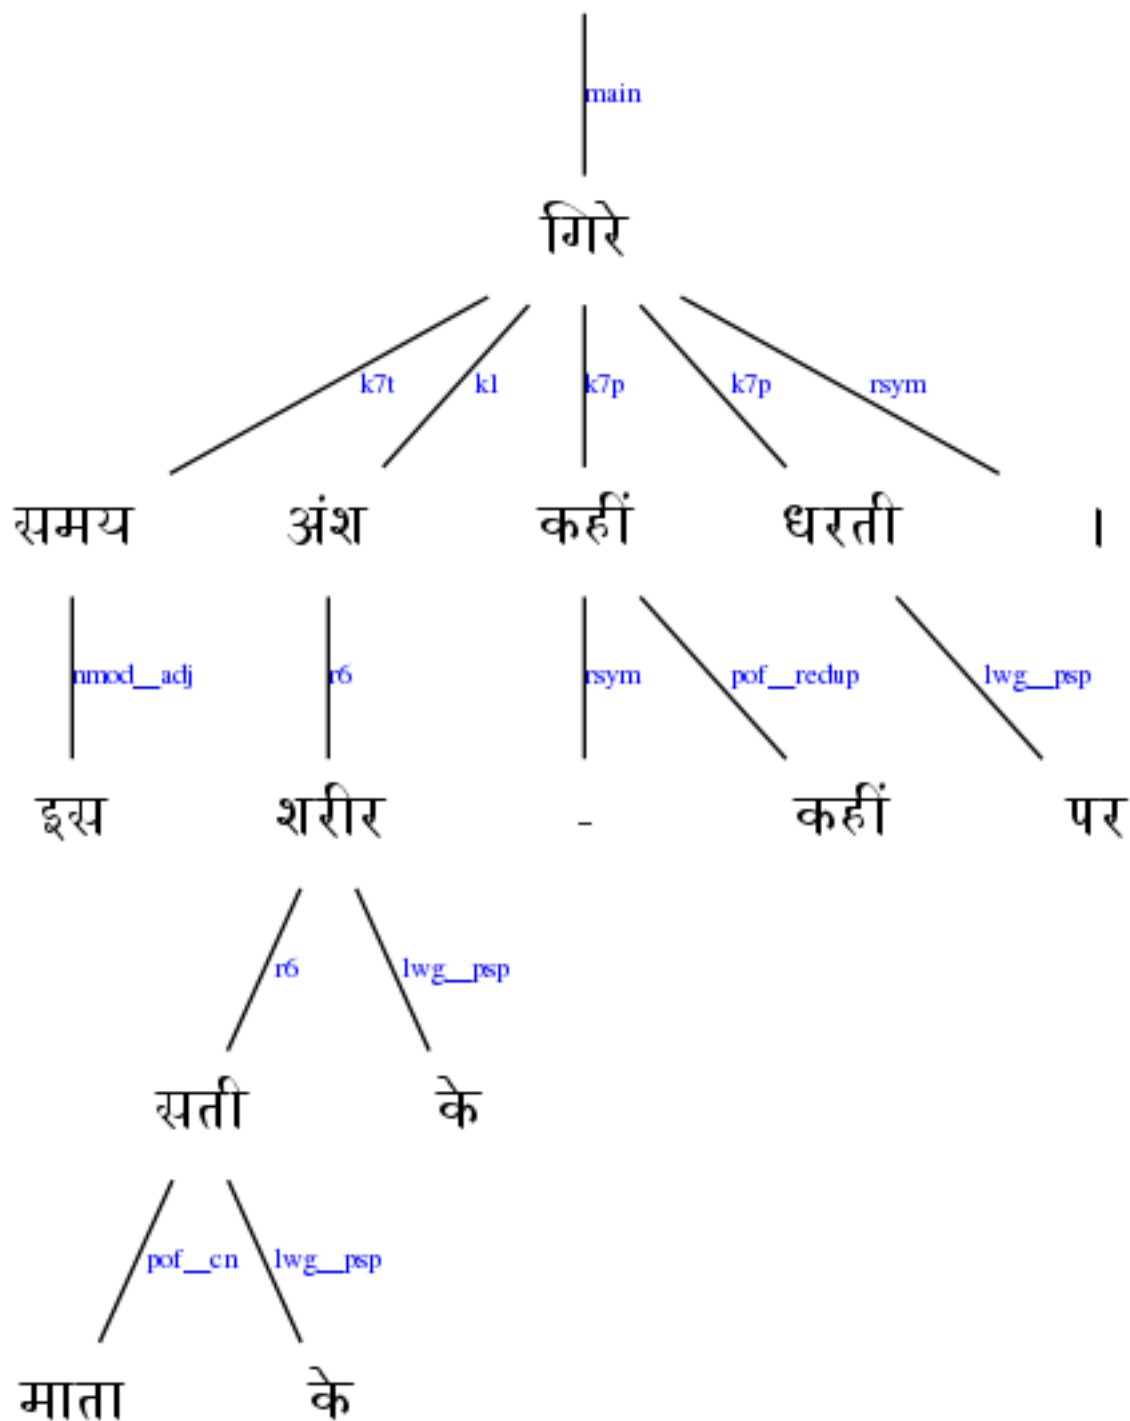 main
गिरे
k7t k1 k7p k7p rsym
समय अंश कहीं धरती ।
nmod__adj r6 rsym pof__redup lwg__psp
इस शरीर - कहीं पर
r6 lwg__psp
सती के
pof__cn lwg__psp
माता के